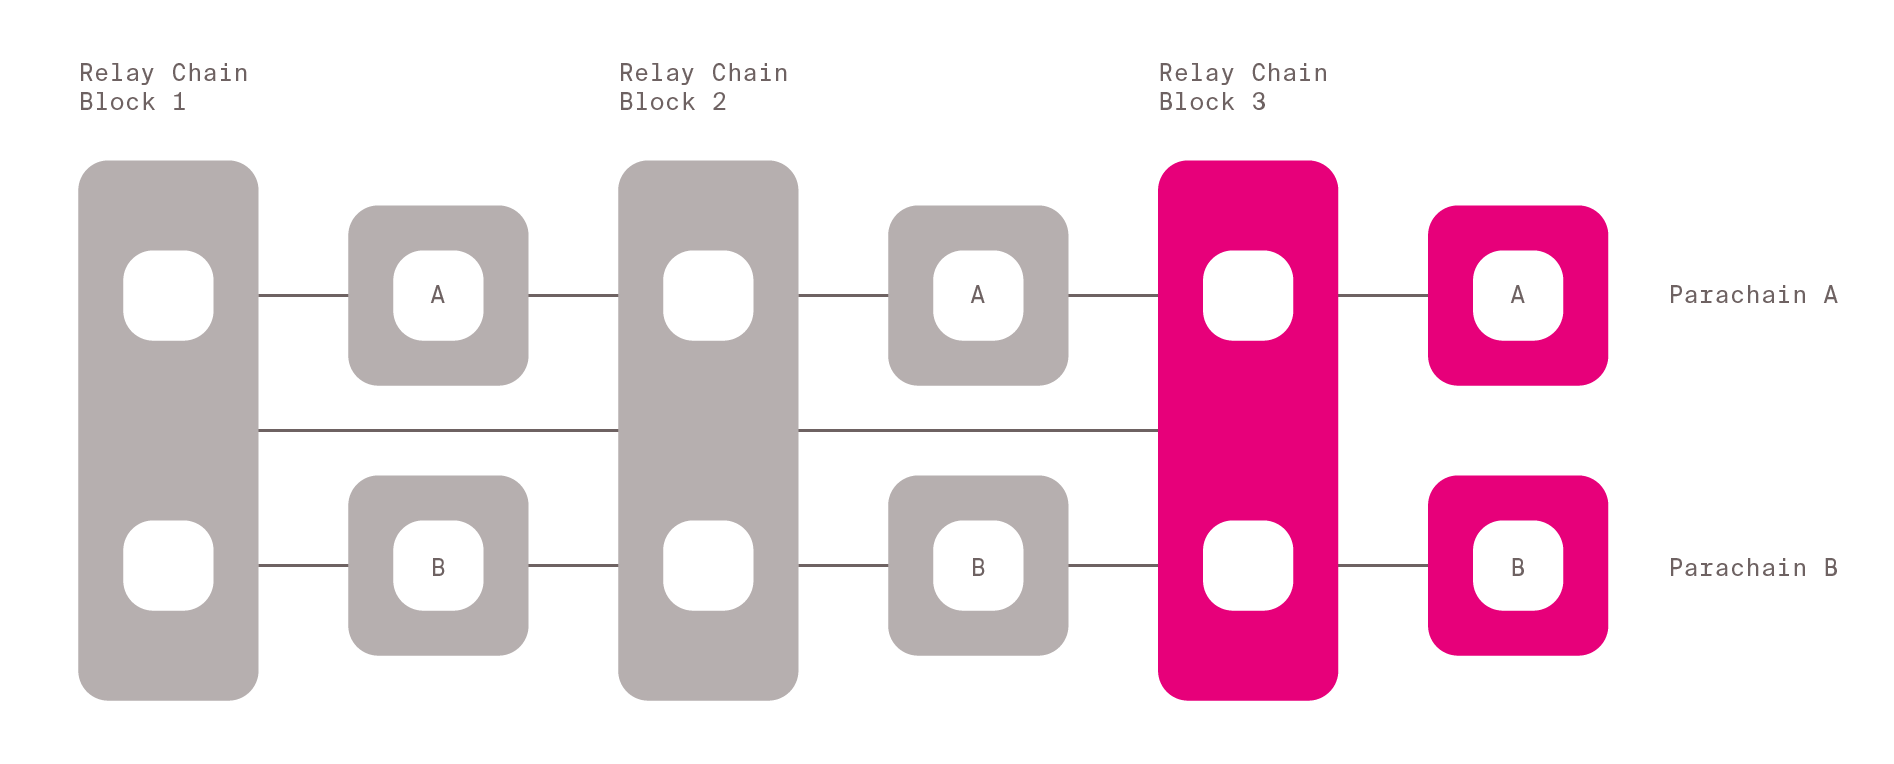 Relay Chain
Block 1
Relay Chain
Block 2
Relay Chain
Block 3
A
A
A
Parachain A
B
B
B
Parachain B